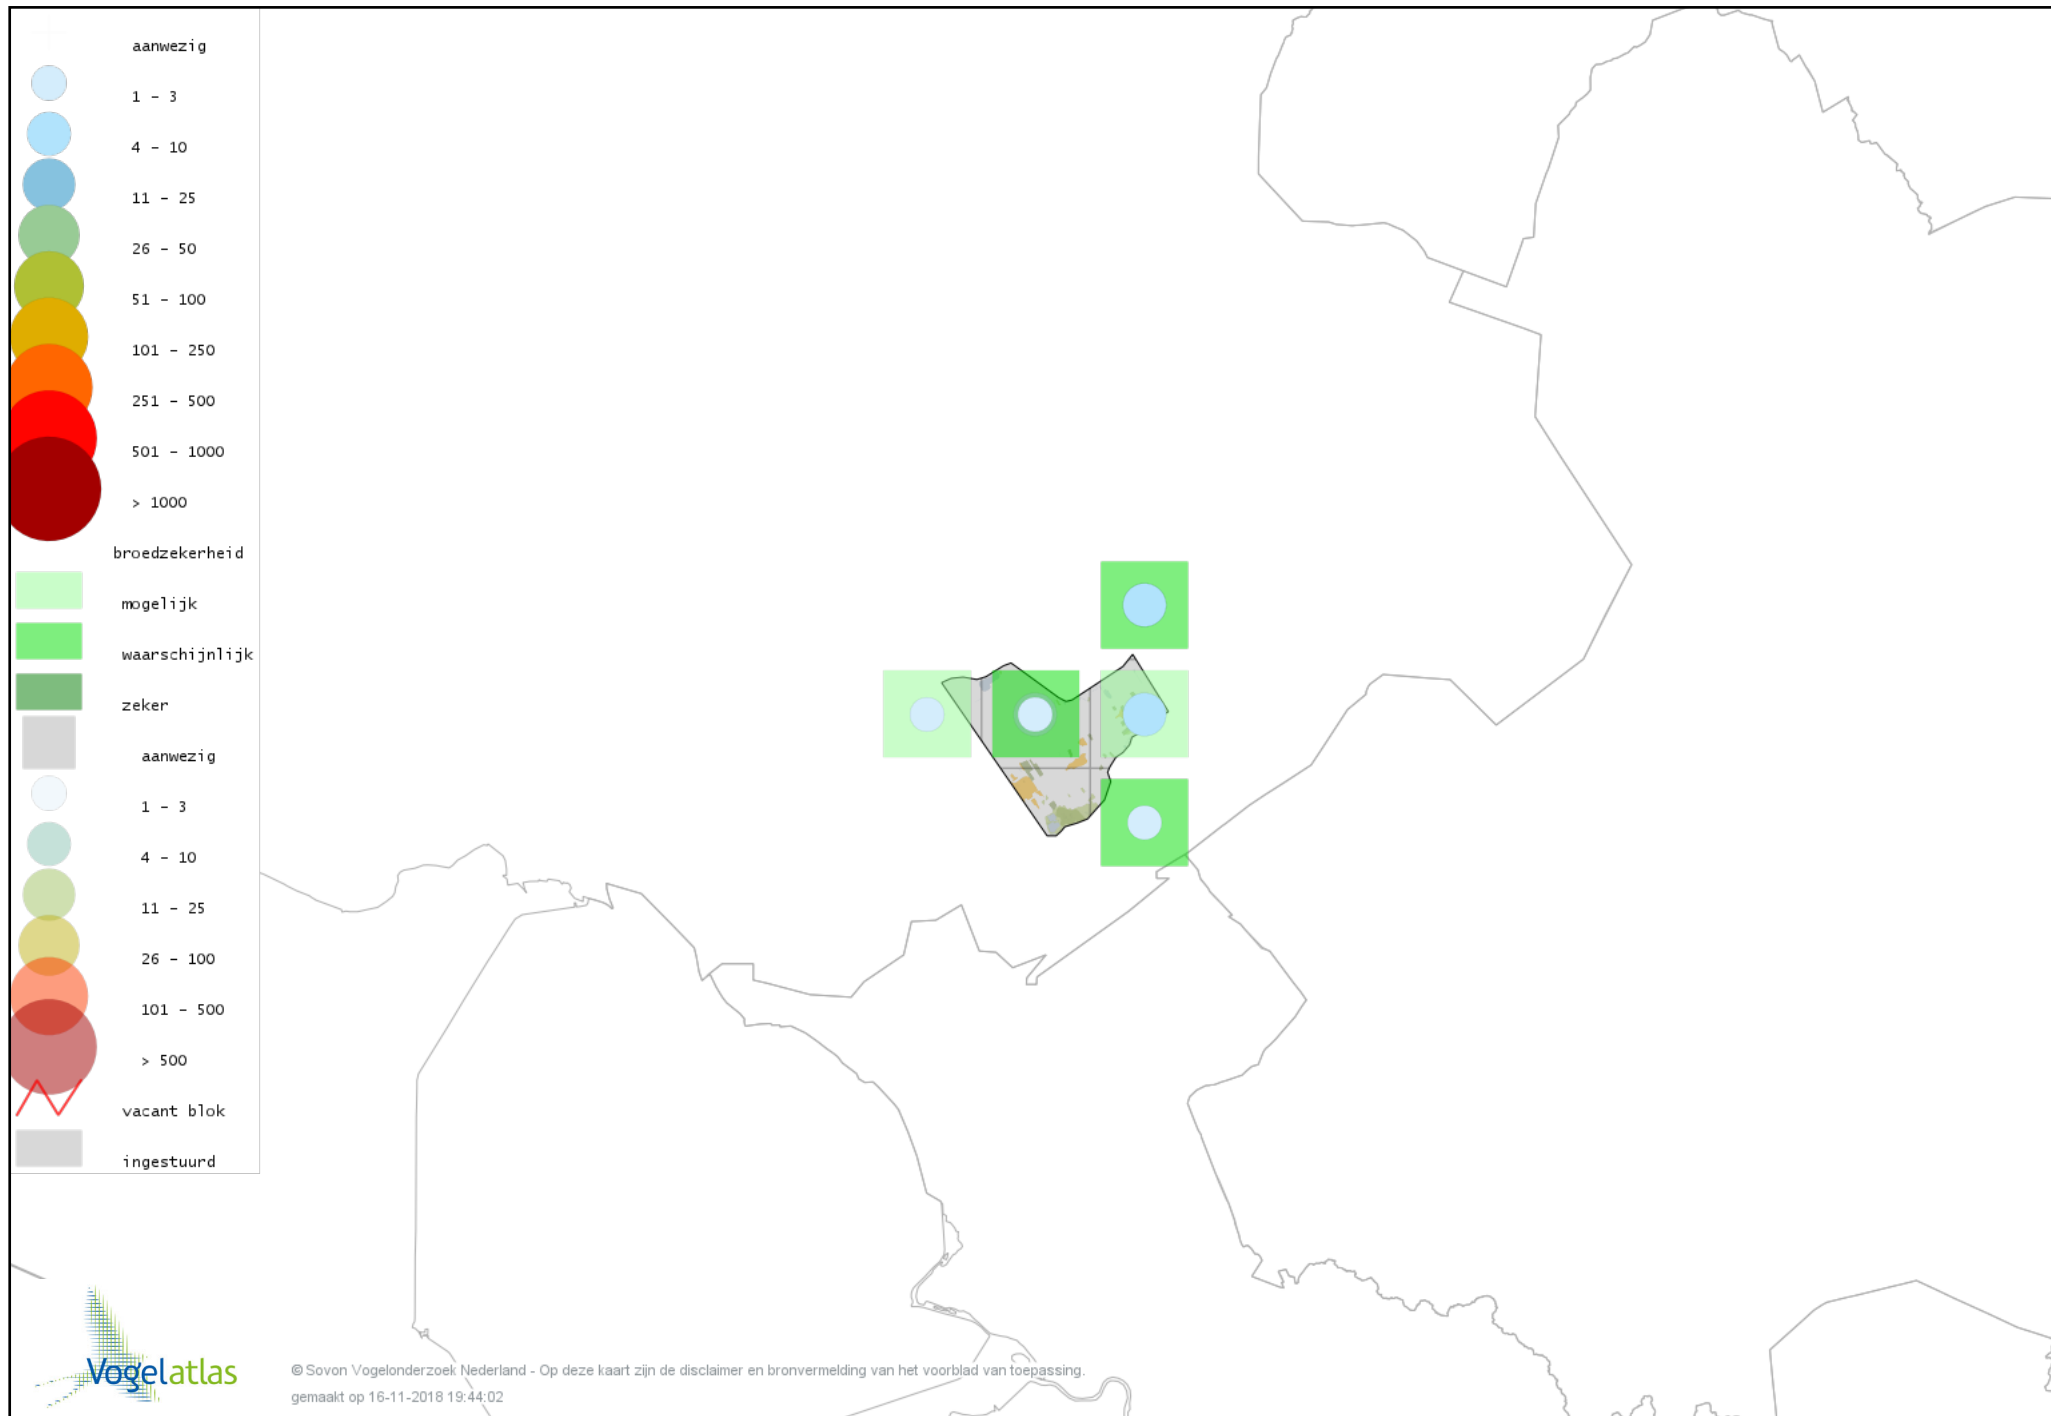 aanwezig
1 - 3
4 - 10
11 - 25
26 - 50
51 - 100
101 - 250
251 - 500
501 - 1000
> 1000
broedzekerheid
mogelijk
waarschijnlijk
zeker
aanwezig
1 - 3
4 - 10
11 - 25
26 - 100
101 - 500
> 500
vacant blok
ingestuurd
Vogelatlas
© Sovon Vogelonderzoek Nederland - Op deze kaart zijn de disclaimer en bronvermelding van het voorblad van toepassing.
gemaakt op 16-11-2018 19:44:02